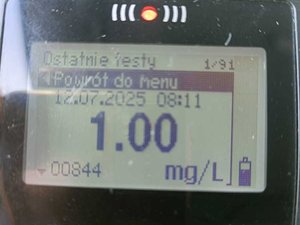 Ostatnie Testy 1/91
Powrót do menu
12.07.2025 08:11
1.00
00844 mg/L